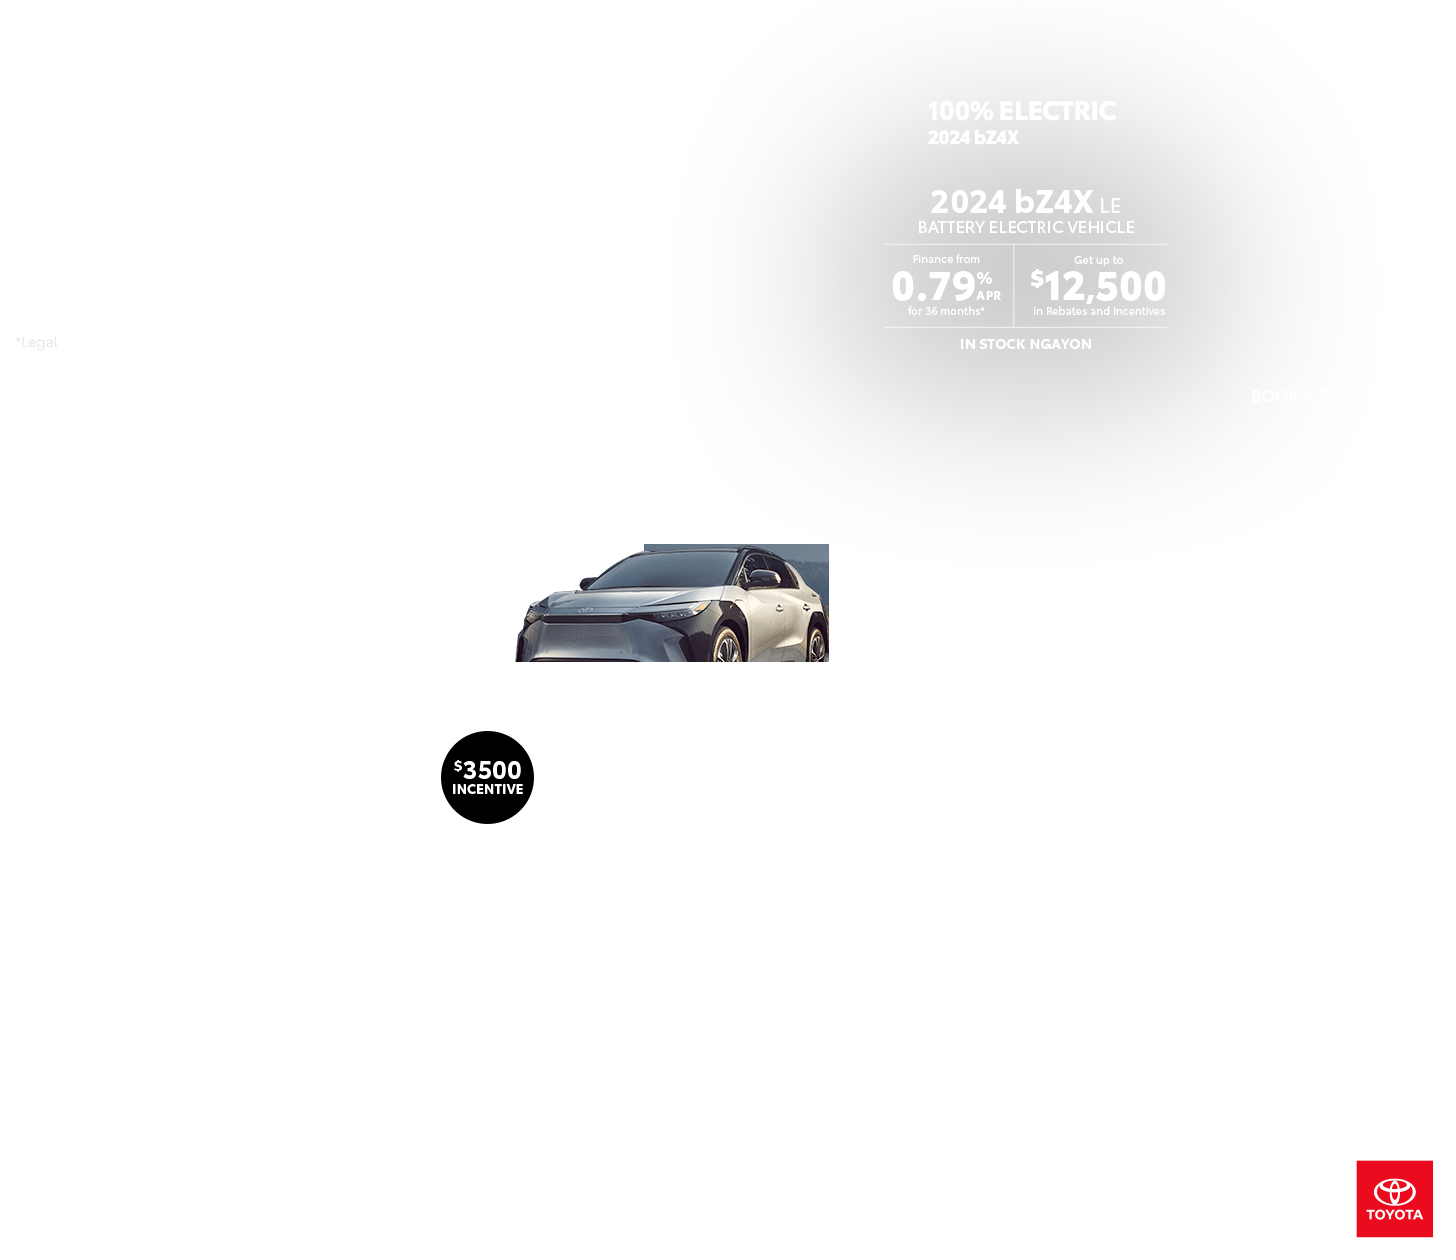 100% ELECTRIC
2024 bZ4X
2024 bZ4X LE
BATTERY ELECTRIC VEHICLE
Finance from
0.79% APR
for 36 months*
Get up to
$12,500
in Rebates and Incentives
IN STOCK NGAYON
*Legal
BOOK A
$3500
INCENTIVE
TOYOTA